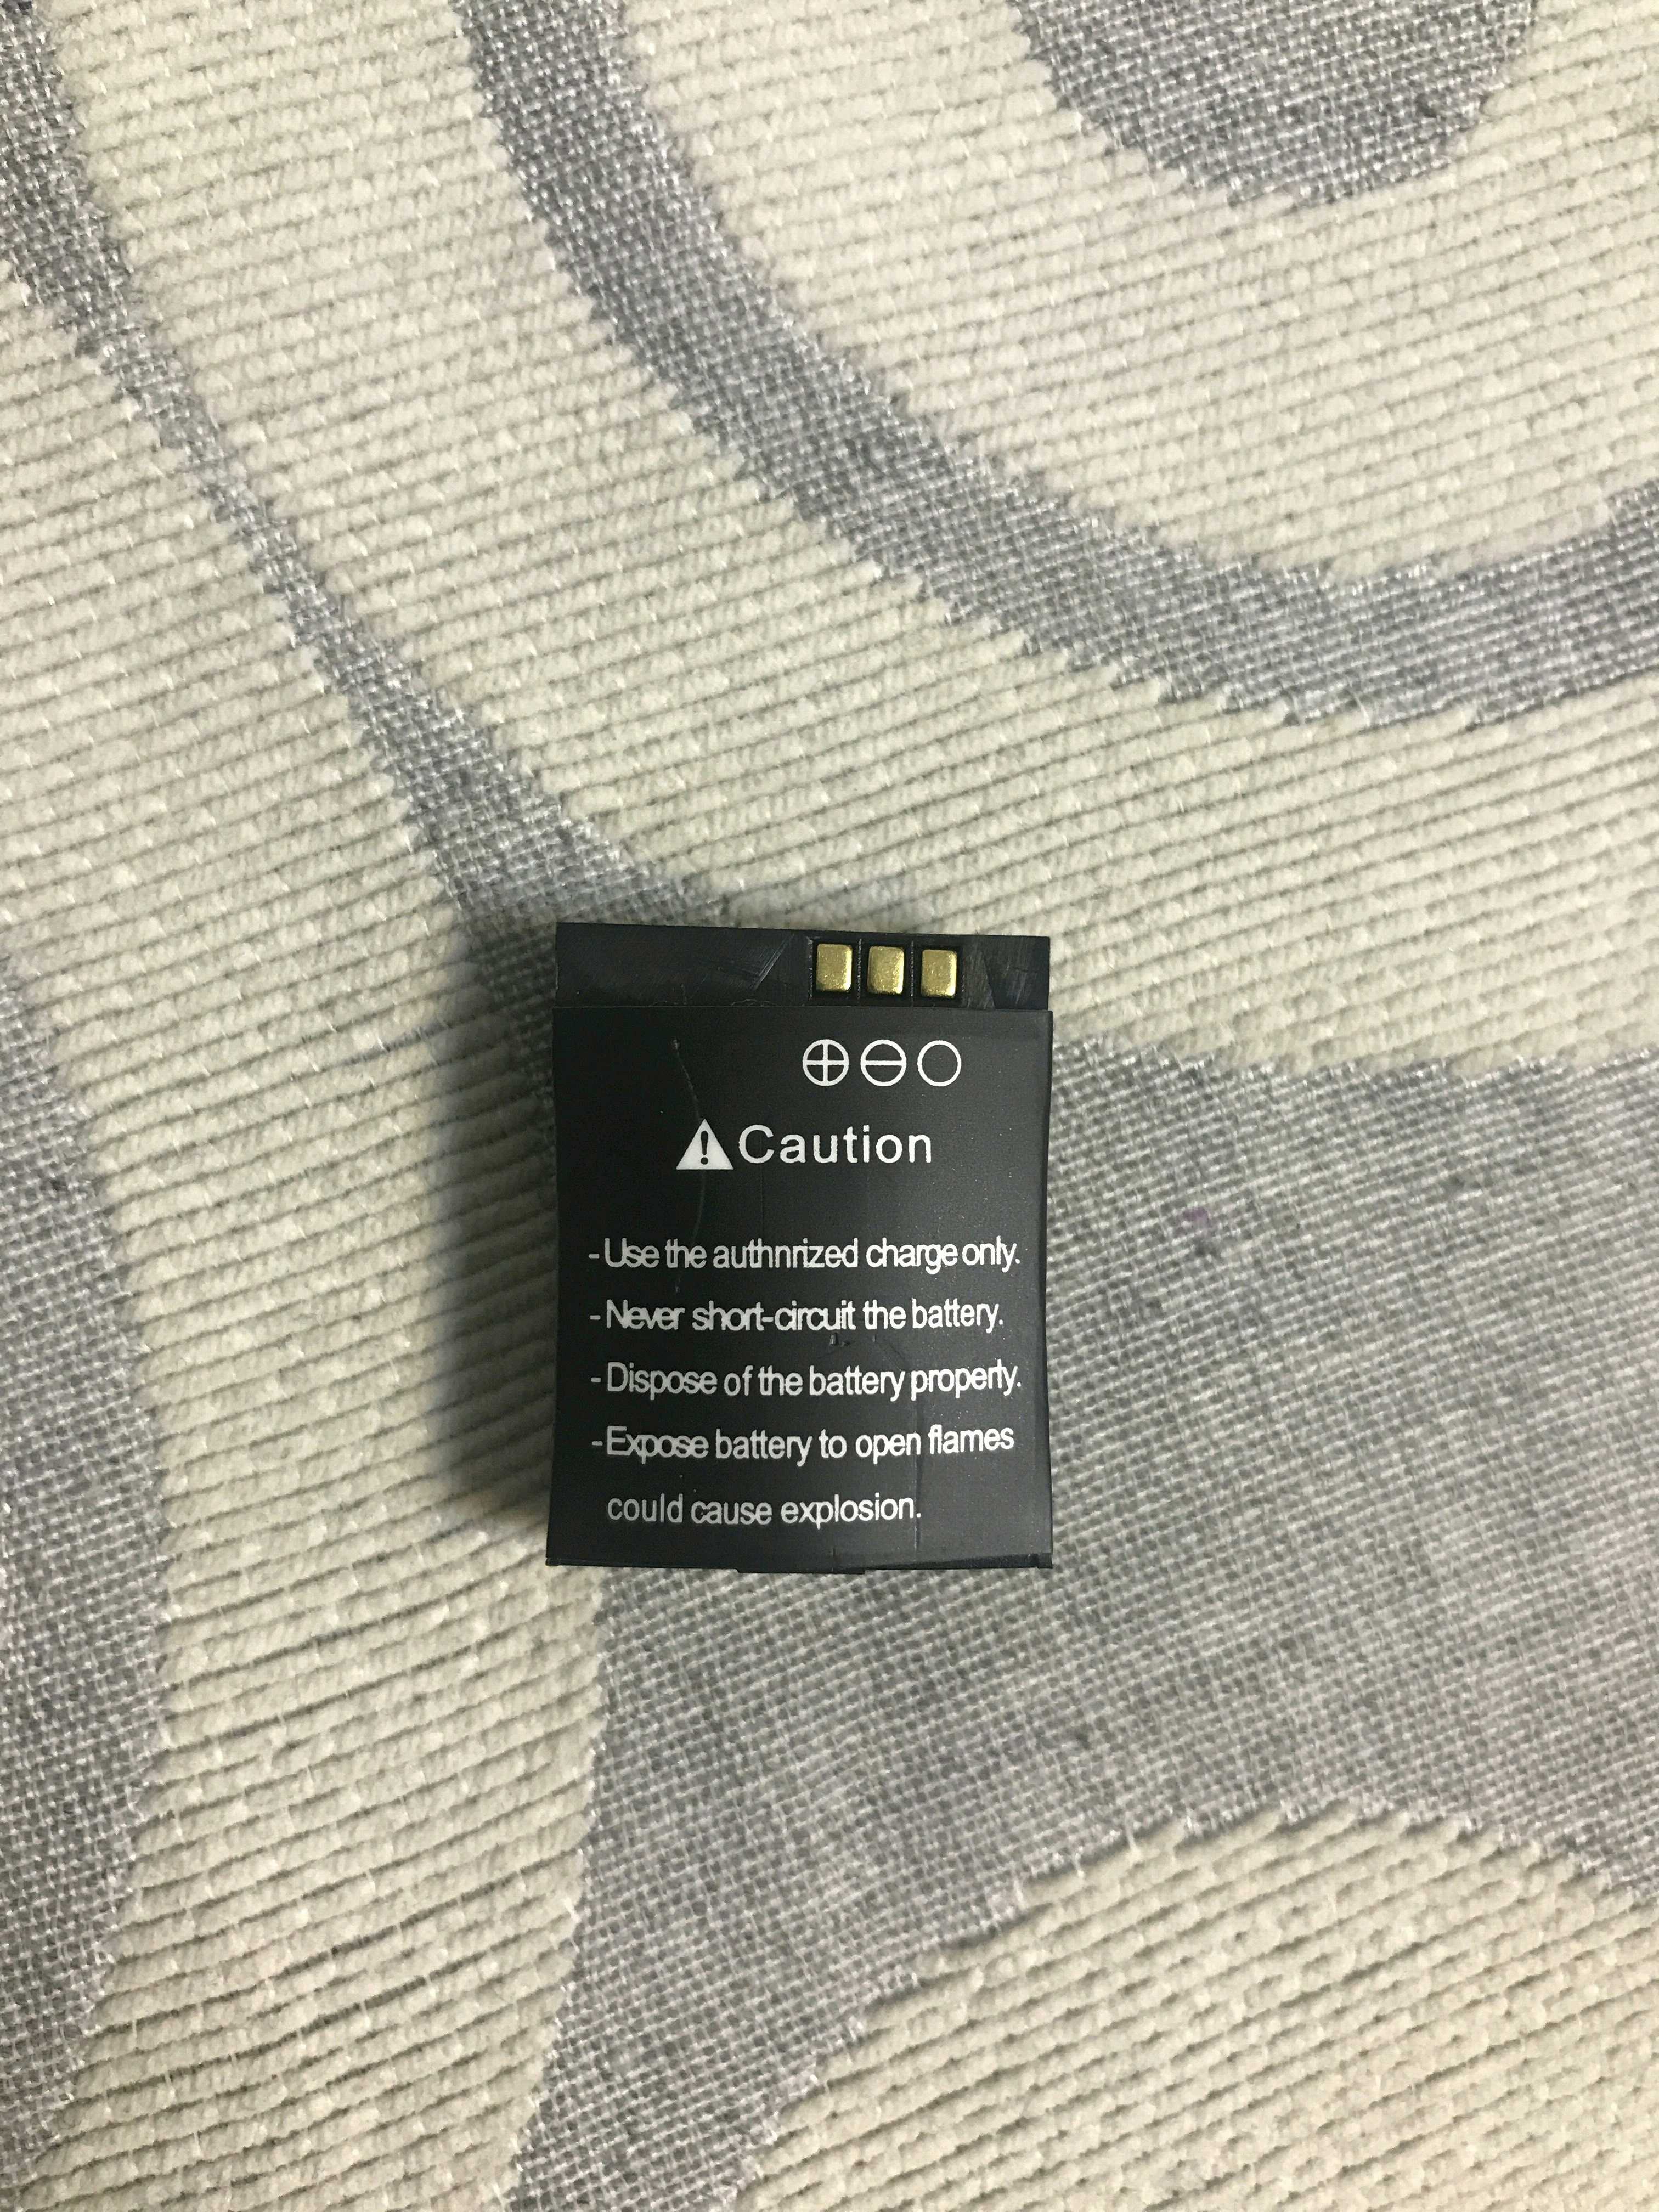 ⊕⊖○
⚠Caution
-Use the authnrized charge only.
-Never short-circuit the battery.
-Dispose of the battery properly.
-Expose battery to open flames
could cause explosion.